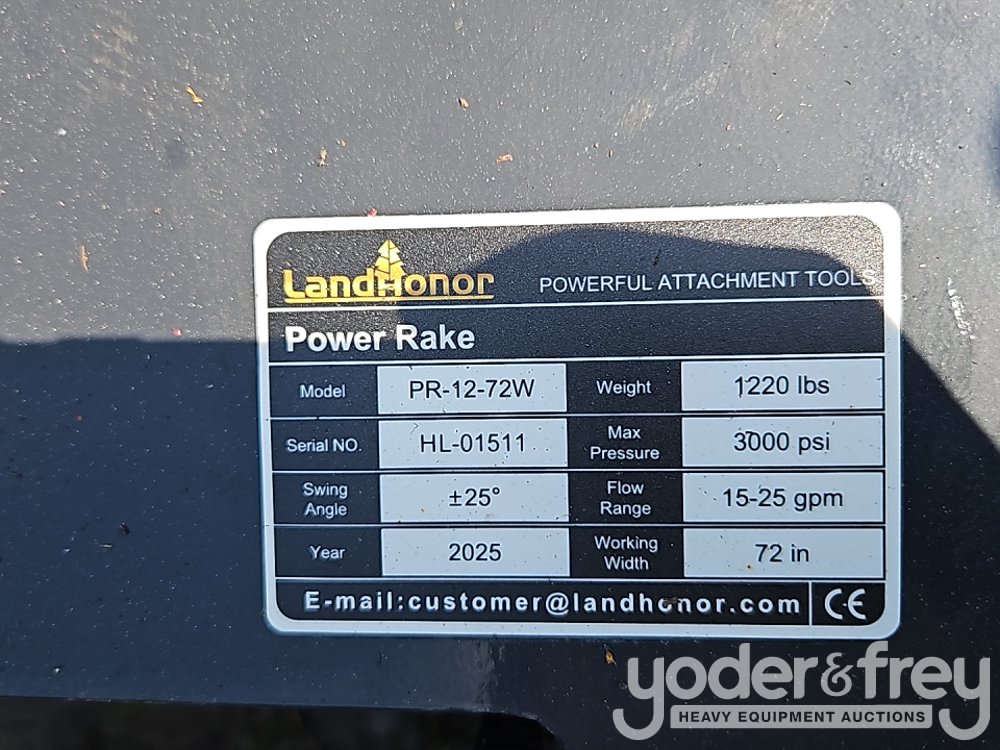 LandHonor
POWERFUL ATTACHMENT TOOLS
Power Rake
Model PR-12-72W Weight 1220 lbs
Serial NO. HL-01511 Max Pressure 3000 psi
Swing Angle ±25° Flow Range 15-25 gpm
Year 2025 Working Width 72 in
E-mail:customer@landhonor.com CE
yoder&frey
HEAVY EQUIPMENT AUCTIONS